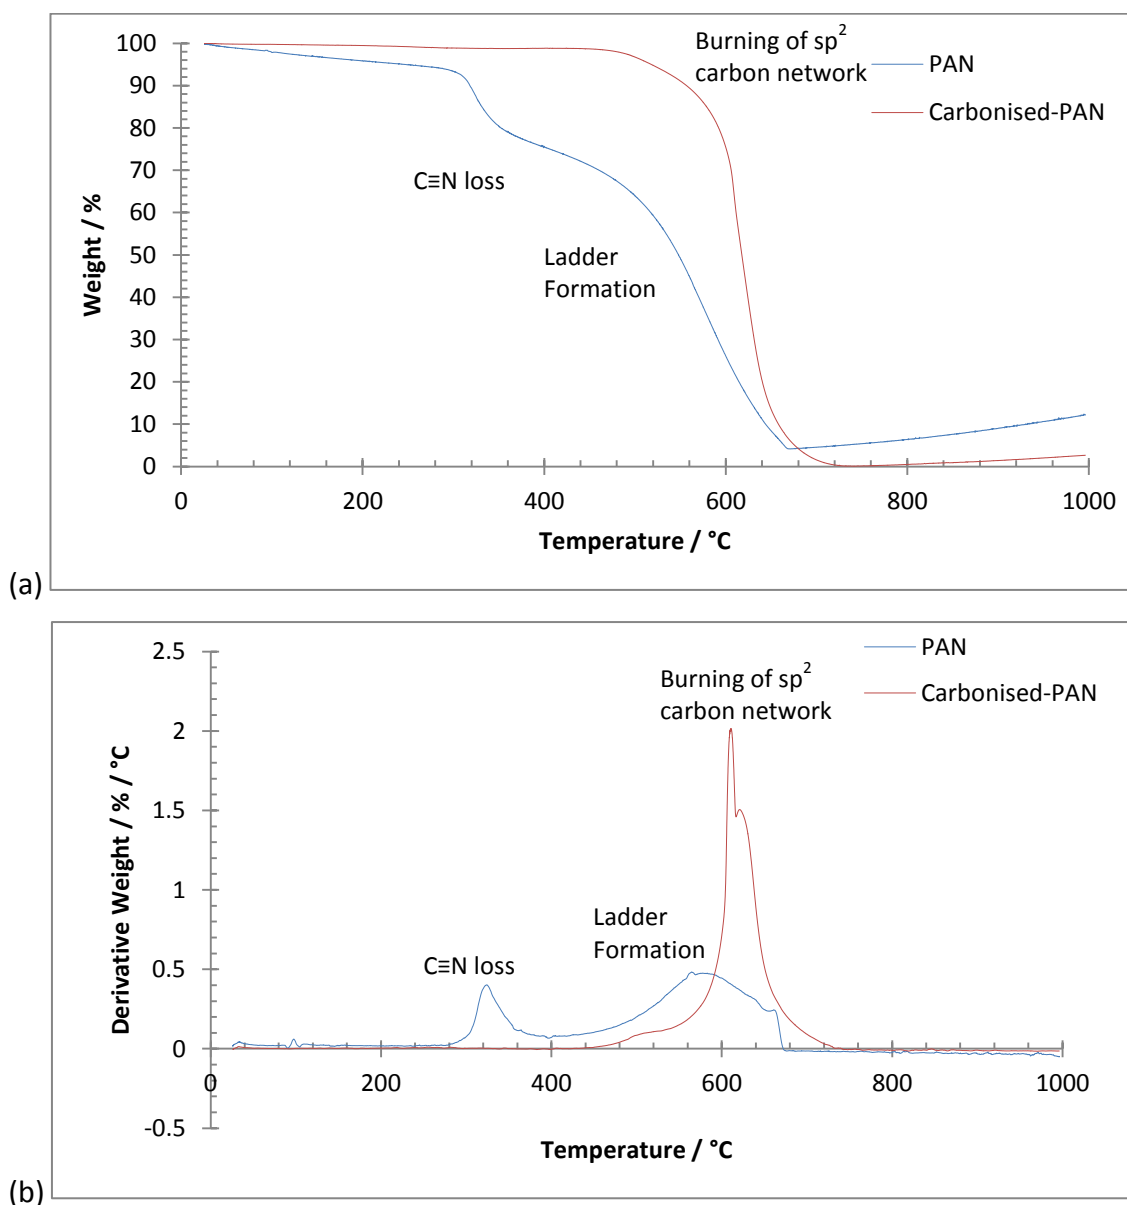 Burning of sp2
carbon network
PAN
Carbonised-PAN
C≡N loss
Ladder
Formation
Weight / %
100
90
80
70
60
50
40
30
20
10
0
0 200 400 600 800 1000
Temperature / °C
(a)
PAN
Carbonised-PAN
Burning of sp2
carbon network
Ladder
Formation
C≡N loss
Derivative Weight / % / °C
2.5
2
1.5
1
0.5
0
-0.5
0 200 400 600 800 1000
Temperature / °C
(b)